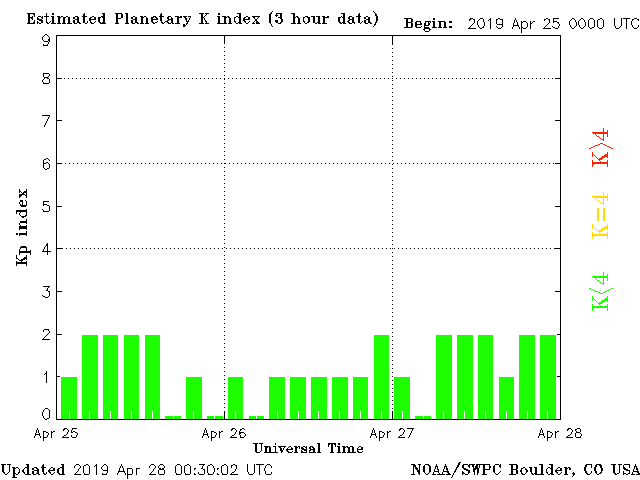 Estimated Planetary K index (3 hour data)
Begin: 2019 Apr 25 0000 UTC
9
8
7
6
5
4
3
2
1
0
Kp index
K>4
K=4
K<4
Apr 25
Apr 26
Apr 27
Apr 28
Universal Time
Updated 2019 Apr 28 00:30:02 UTC
NOAA/SWPC Boulder, CO USA